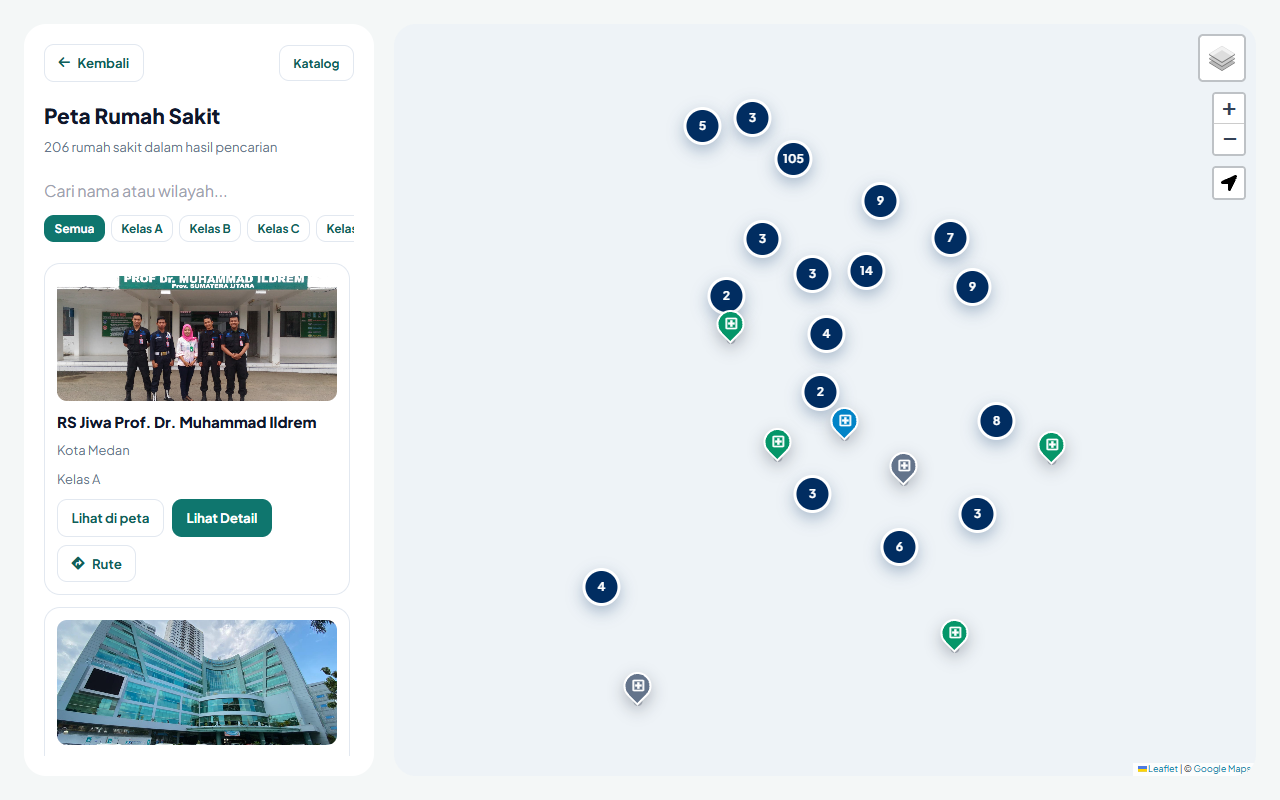 Kembali
Katalog
Peta Rumah Sakit
206 rumah sakit dalam hasil pencarian
Cari nama atau wilayah...
Semua
Kelas A
Kelas B
Kelas C
PROF Dr. MUHAMMAD ILDREM
Prov. SUMATERA UTARA
RS Jiwa Prof. Dr. Muhammad Ildrem
Kota Medan
Kelas A
Lihat di peta
Lihat Detail
Rute
5
3
105
9
3
7
3
14
9
2
4
2
8
3
3
6
4
+
−
Leaflet | © Google Maps